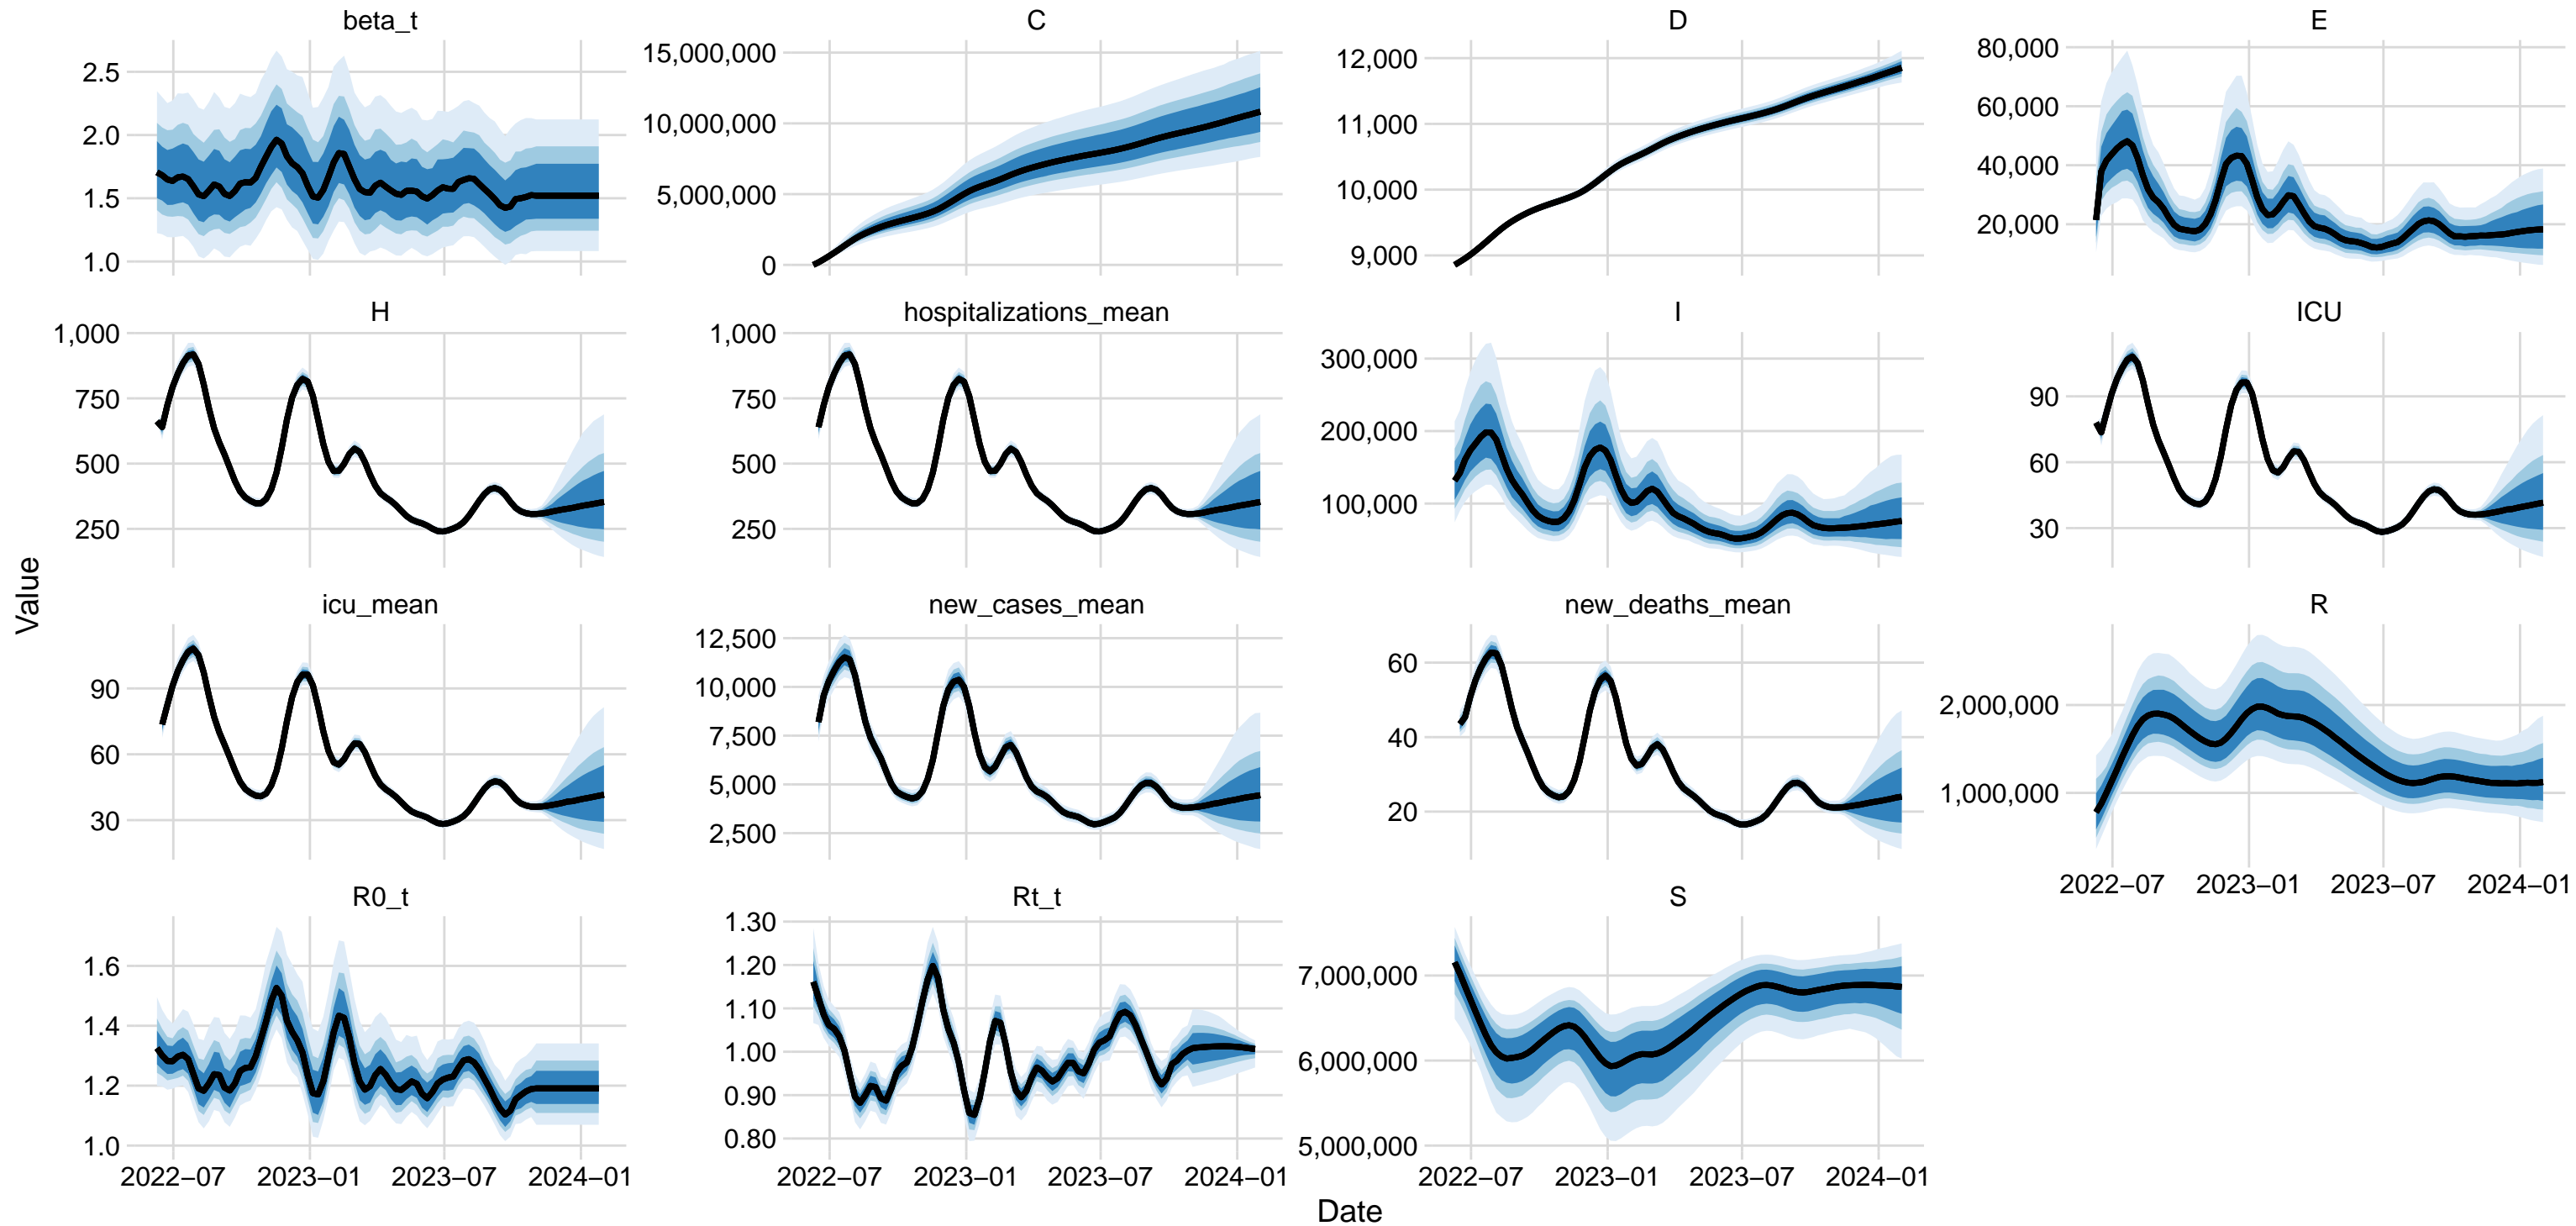 beta_t
C
D
E
2.5
2.0
1.5
1.0
15,000,000
10,000,000
5,000,000
0
12,000
11,000
10,000
9,000
80,000
60,000
40,000
20,000
H
hospitalizations_mean
I
ICU
1,000
750
500
250
1,000
750
500
250
300,000
200,000
100,000
90
60
30
Value
icu_mean
new_cases_mean
new_deaths_mean
R
90
60
30
12,500
10,000
7,500
5,000
2,500
60
40
20
2,000,000
1,000,000
2022−07 2023−01 2023−07 2024−01
R0_t
Rt_t
S
1.6
1.4
1.2
1.0
1.30
1.20
1.10
1.00
0.90
0.80
7,000,000
6,000,000
5,000,000
2022−07 2023−01 2023−07 2024−01
2022−07 2023−01 2023−07 2024−01
2022−07 2023−01 2023−07 2024−01
Date